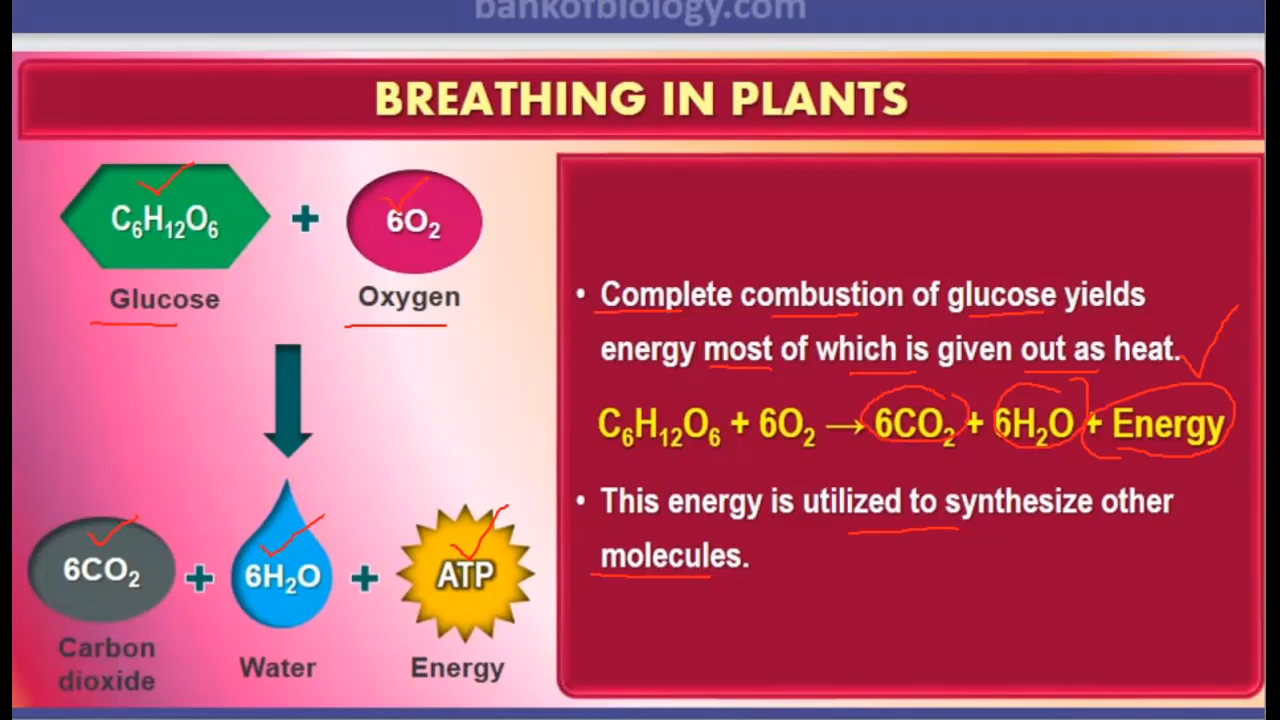 bankofbiology.com
BREATHING IN PLANTS
C₆H₁₂O₆ + 6O₂
Glucose Oxygen
6CO₂ + 6H₂O + ATP
Carbon dioxide Water Energy
• Complete combustion of glucose yields
energy most of which is given out as heat.
C₆H₁₂O₆ + 6O₂ → 6CO₂ + 6H₂O + Energy
• This energy is utilized to synthesize other
molecules.